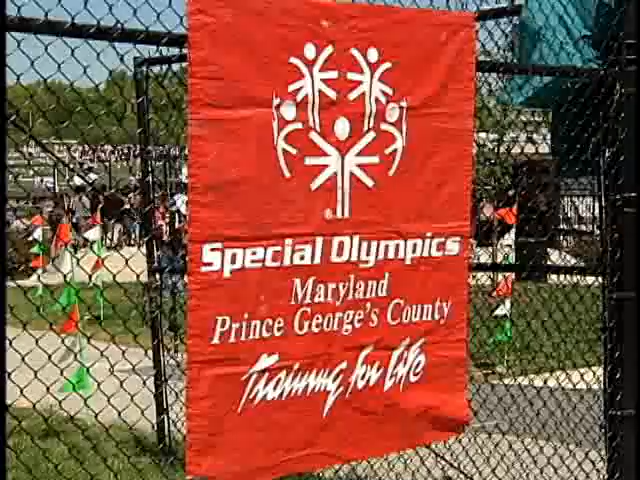 ®
Special Olympics
Maryland
Prince George's County
Training for Life